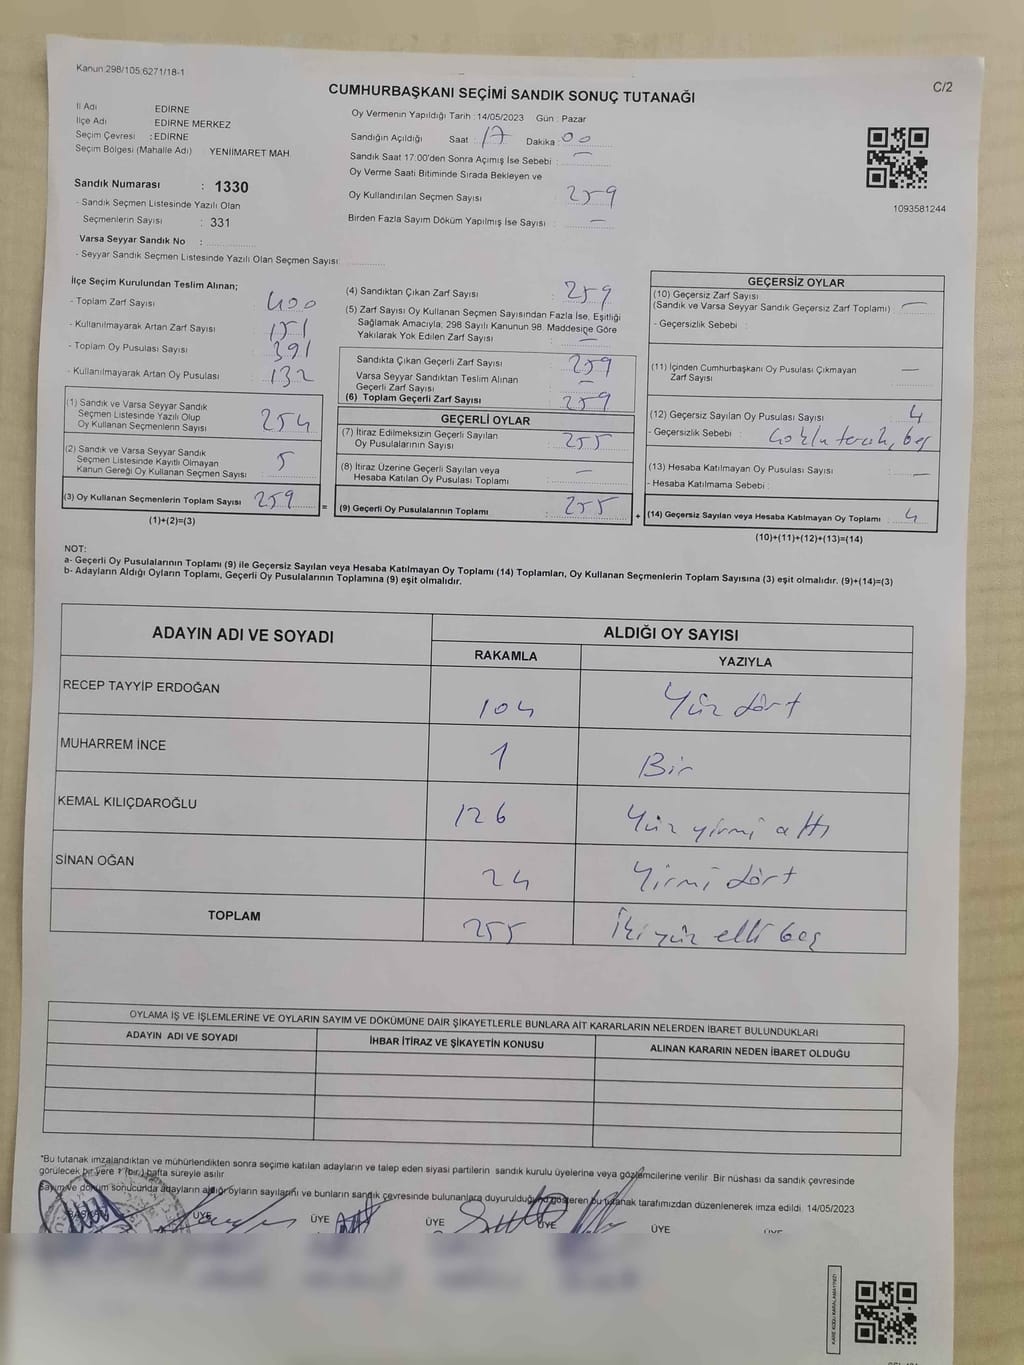 Kanun:298/105:6271/18-1
C/2
CUMHURBAŞKANI SEÇİMİ SANDIK SONUÇ TUTANAĞI
İl Adı EDİRNE
İlçe Adı EDİRNE MERKEZ
Seçim Çevresi : EDİRNE
Seçim Bölgesi (Mahalle Adı) YENİİMARET MAH.
Sandık Numarası : 1330
- Sandık Seçmen Listesinde Yazılı Olan
Seçmenlerin Sayısı : 331
Varsa Seyyar Sandık No :
- Seyyar Sandık Seçmen Listesinde Yazılı Olan Seçmen Sayısı:
Oy Vermenin Yapıldığı Tarih : 14/05/2023 Gün : Pazar
Sandığın Açıldığı Saat : 17 Dakika : 00
Sandık Saat 17:00'den Sonra Açımış İse Sebebi : —
Oy Verme Saati Bitiminde Sırada Bekleyen ve
Oy Kullandırılan Seçmen Sayısı : 259
Birden Fazla Sayım Döküm Yapılmış İse Sayısı : —
1093581244
İlçe Seçim Kurulundan Teslim Alınan;
- Toplam Zarf Sayısı : 400
- Kullanılmayarak Artan Zarf Sayısı : 151
- Toplam Oy Pusulası Sayısı : 391
- Kullanılmayarak Artan Oy Pusulası : 132
(1) Sandık ve Varsa Seyyar Sandık
Seçmen Listesinde Yazılı Olup
Oy Kullanan Seçmenlerin Sayısı : 254
(2) Sandık ve Varsa Seyyar Sandık
Seçmen Listesinde Kayıtlı Olmayan
Kanun Gereği Oy Kullanan Seçmen Sayısı : 5
(3) Oy Kullanan Seçmenlerin Toplam Sayısı : 259
(1)+(2)=(3)
(4) Sandıktan Çıkan Zarf Sayısı : 259
(5) Zarf Sayısı Oy Kullanan Seçmen Sayısından Fazla İse, Eşitliği
Sağlamak Amacıyla; 298 Sayılı Kanunun 98. Maddesine Göre
Yakılarak Yok Edilen Zarf Sayısı : —
Sandıkta Çıkan Geçerli Zarf Sayısı : 259
Varsa Seyyar Sandıktan Teslim Alınan
Geçerli Zarf Sayısı : —
(6) Toplam Geçerli Zarf Sayısı : 259
GEÇERLİ OYLAR
(7) İtiraz Edilmeksizin Geçerli Sayılan
Oy Pusulalarının Sayısı : 255
(8) İtiraz Üzerine Geçerli Sayılan veya
Hesaba Katılan Oy Pusulası Toplamı : —
= (9) Geçerli Oy Pusulalarının Toplamı : 255
GEÇERSİZ OYLAR
(10) Geçersiz Zarf Sayısı
(Sandık ve Varsa Seyyar Sandık Geçersiz Zarf Toplamı) : —
- Geçersizlik Sebebi :
(11) İçinden Cumhurbaşkanı Oy Pusulası Çıkmayan
Zarf Sayısı : —
(12) Geçersiz Sayılan Oy Pusulası Sayısı : 4
- Geçersizlik Sebebi : Çoklu tercih, boş
(13) Hesaba Katılmayan Oy Pusulası Sayısı : —
- Hesaba Katılmama Sebebi :
+ (14) Geçersiz Sayılan veya Hesaba Katılmayan Oy Toplamı : 4
(10)+(11)+(12)+(13)=(14)
NOT:
a- Geçerli Oy Pusulalarının Toplamı (9) ile Geçersiz Sayılan veya Hesaba Katılmayan Oy Toplamı (14) Toplamları, Oy Kullanan Seçmenlerin Toplam Sayısına (3) eşit olmalıdır. (9)+(14)=(3)
b- Adayların Aldığı Oyların Toplamı, Geçerli Oy Pusulalarının Toplamına (9) eşit olmalıdır.
ADAYIN ADI VE SOYADI ALDIĞI OY SAYISI
RAKAMLA YAZIYLA
RECEP TAYYİP ERDOĞAN 104 Yüz dört
MUHARREM İNCE 1 Bir
KEMAL KILIÇDAROĞLU 126 Yüz yirmi altı
SİNAN OĞAN 24 Yirmi dört
TOPLAM 255 İki yüz elli beş
OYLAMA İŞ VE İŞLEMLERİNE VE OYLARIN SAYIM VE DÖKÜMÜNE DAİR ŞİKAYETLERLE BUNLARA AİT KARARLARIN NELERDEN İBARET BULUNDUKLARI
ADAYIN ADI VE SOYADI İHBAR İTİRAZ VE ŞİKAYETİN KONUSU ALINAN KARARIN NEDEN İBARET OLDUĞU
*Bu tutanak imzalandıktan ve mühürlendikten sonra seçime katılan adayların ve talep eden siyasi partilerin sandık kurulu üyelerine veya gözlemcilerine verilir. Bir nüshası da sandık çevresinde
görülecek bir yere 1 (bir) hafta süreyle asılır.
Sayım ve döküm sonucunda adayların aldığı oyların sayılarını ve bunların sandık çevresinde bulunanlara duyurulduğunu gösteren bu tutanak tarafımızdan düzenlenerek imza edildi. 14/05/2023
BAŞKAN ÜYE ÜYE ÜYE ÜYE ÜYE ÜYE
KARE KODU KARALAMAYINIZ!